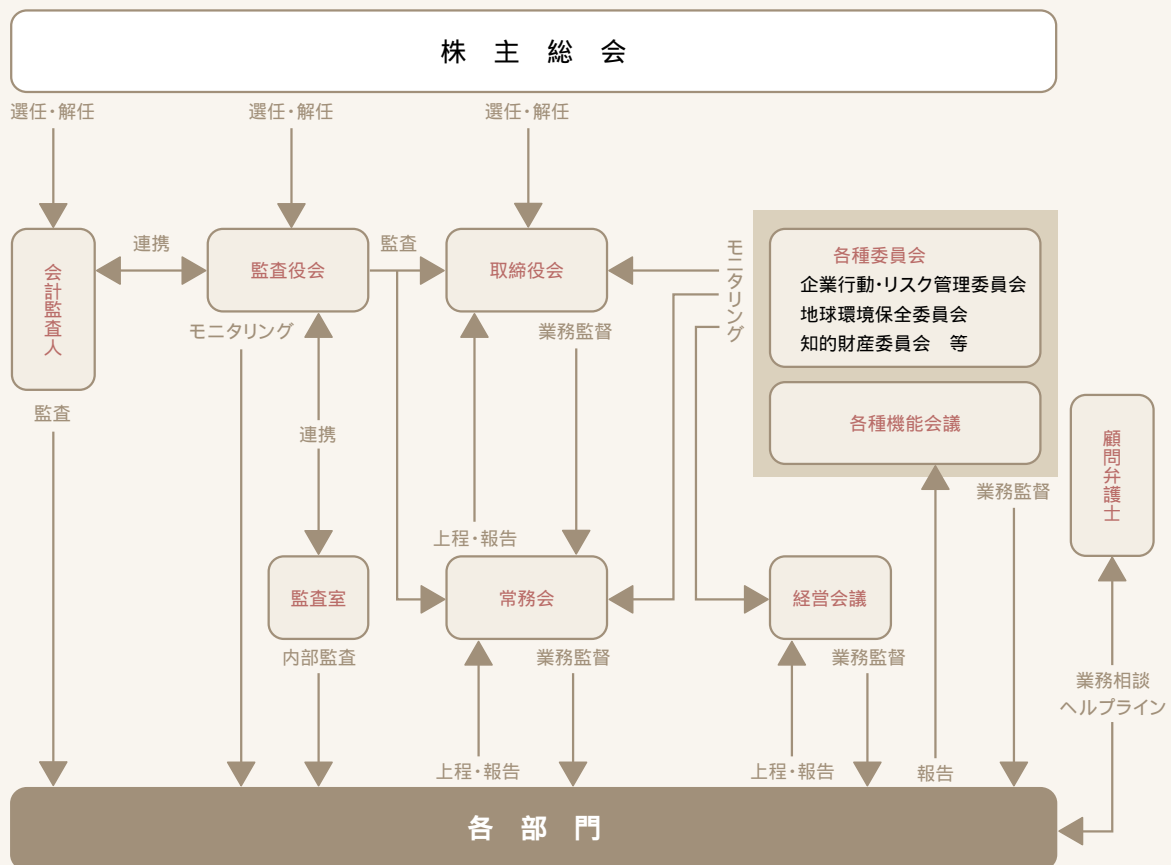 株 主 総 会
選任・解任
選任・解任
選任・解任
会計監査人
連携
監査役会
監査
取締役会
モニタリング
各種委員会
企業行動・リスク管理委員会
地球環境保全委員会
知的財産委員会 等
モニタリング
業務監督
監査
連携
各種機能会議
顧問弁護士
業務監督
上程・報告
監査室
常務会
経営会議
内部監査
業務監督
業務監督
業務相談
ヘルプライン
上程・報告
上程・報告
報告
各 部 門